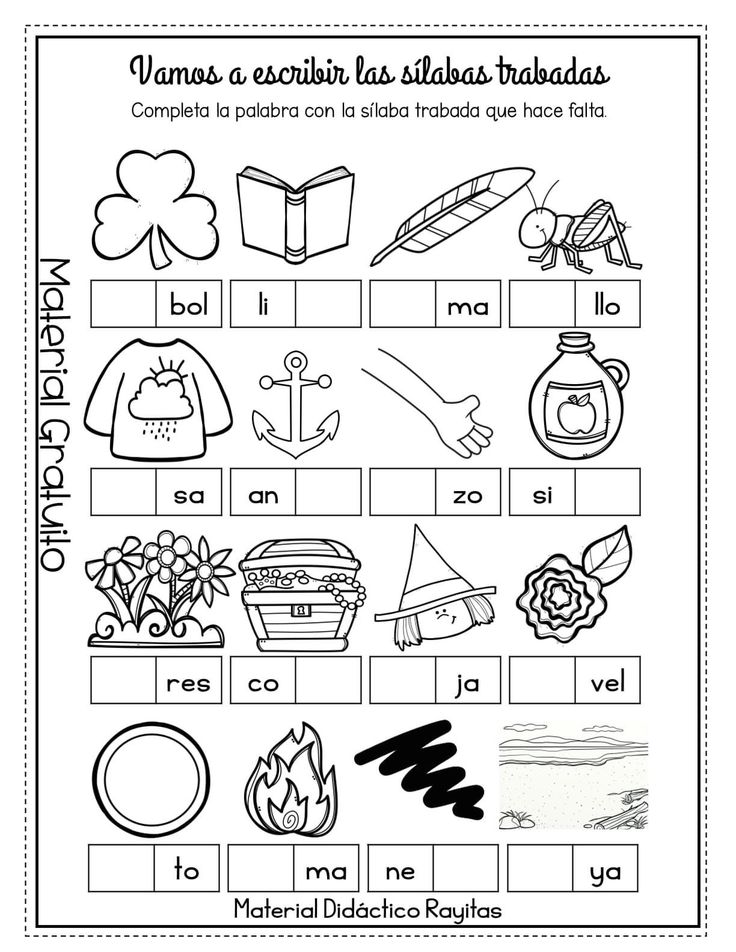 Vamos a escribir las sílabas trabadas
Completa la palabra con la sílaba trabada que hace falta.
bol li ma llo
sa an zo si
res co ja vel
to ma ne ya
Material Gratuito
Material Didáctico Rayitas